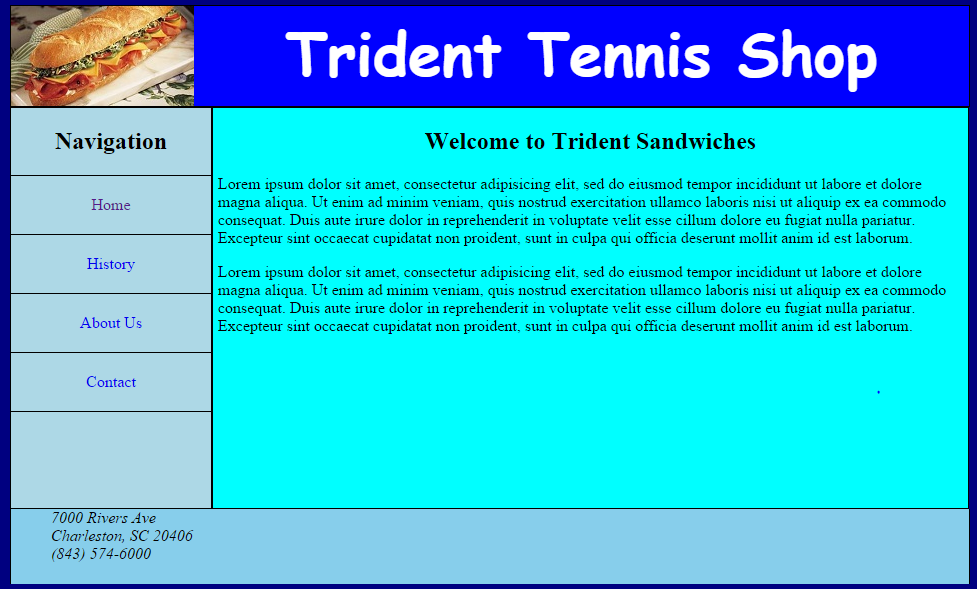 Trident Tennis Shop
Navigation
Home
History
About Us
Contact
Welcome to Trident Sandwiches
Lorem ipsum dolor sit amet, consectetur adipisicing elit, sed do eiusmod tempor incididunt ut labore et dolore
magna aliqua. Ut enim ad minim veniam, quis nostrud exercitation ullamco laboris nisi ut aliquip ex ea commodo
consequat. Duis aute irure dolor in reprehenderit in voluptate velit esse cillum dolore eu fugiat nulla pariatur.
Excepteur sint occaecat cupidatat non proident, sunt in culpa qui officia deserunt mollit anim id est laborum.
Lorem ipsum dolor sit amet, consectetur adipisicing elit, sed do eiusmod tempor incididunt ut labore et dolore
magna aliqua. Ut enim ad minim veniam, quis nostrud exercitation ullamco laboris nisi ut aliquip ex ea commodo
consequat. Duis aute irure dolor in reprehenderit in voluptate velit esse cillum dolore eu fugiat nulla pariatur.
Excepteur sint occaecat cupidatat non proident, sunt in culpa qui officia deserunt mollit anim id est laborum.
7000 Rivers Ave
Charleston, SC 20406
(843) 574-6000